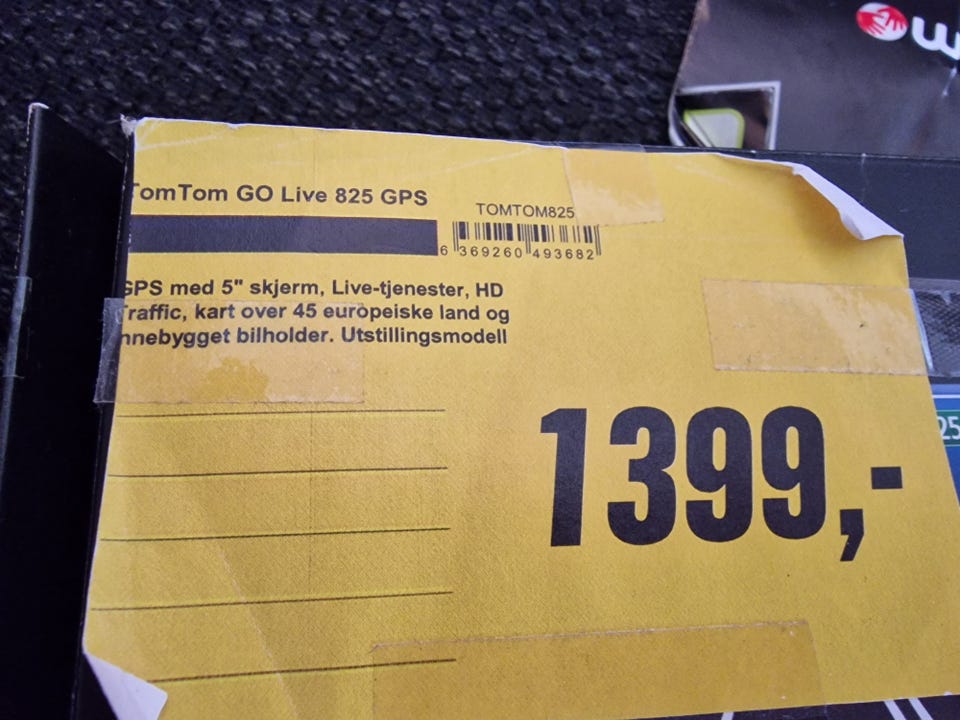 TomTom GO Live 825 GPS
TOMTOM825
6 369260 493682
GPS med 5" skjerm, Live-tjenester, HD
Traffic, kart over 45 europeiske land og
nnebygget bilholder. Utstillingsmodell
1399,-
25